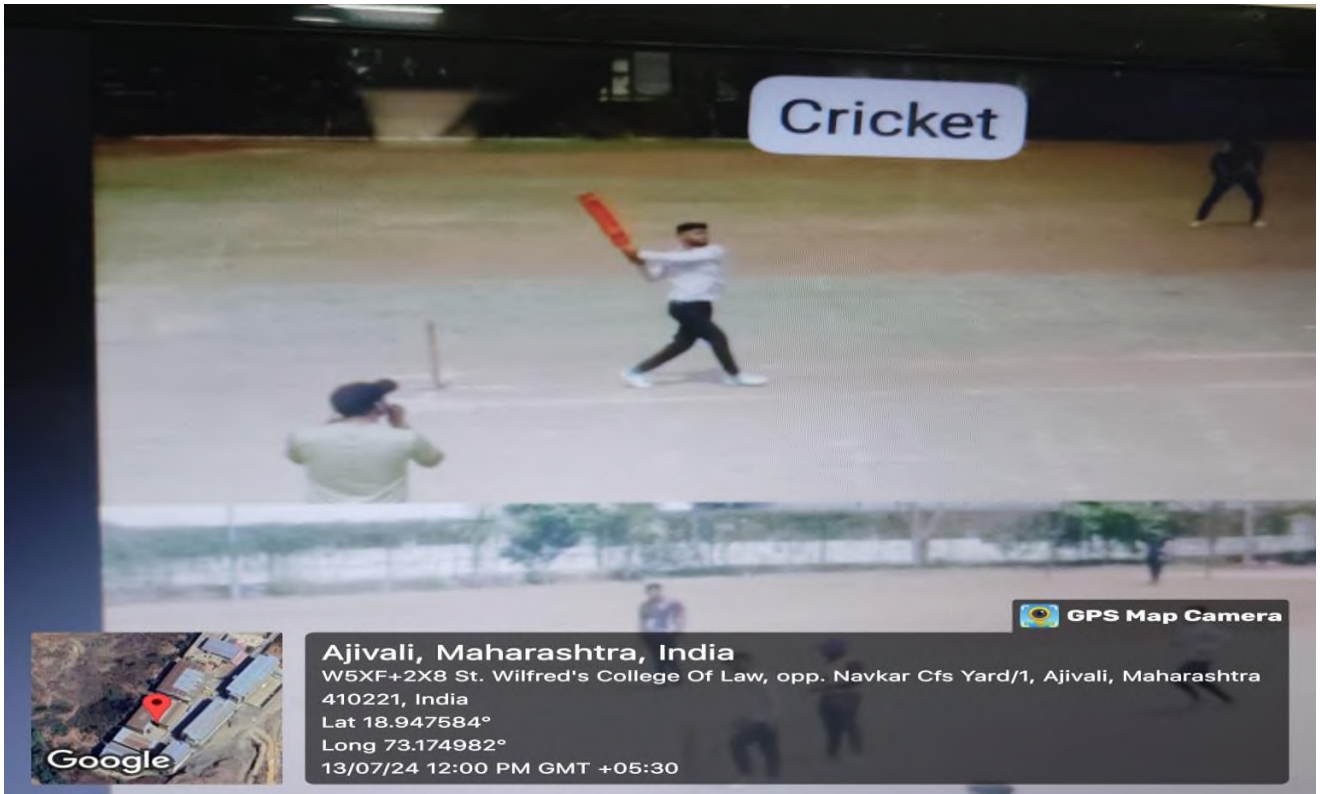 Cricket
GPS Map Camera
Ajivali, Maharashtra, India
W5XF+2X8 St. Wilfred's College Of Law, opp. Navkar Cfs Yard/1, Ajivali, Maharashtra
410221, India
Lat 18.947584°
Long 73.174982°
13/07/24 12:00 PM GMT +05:30
Google